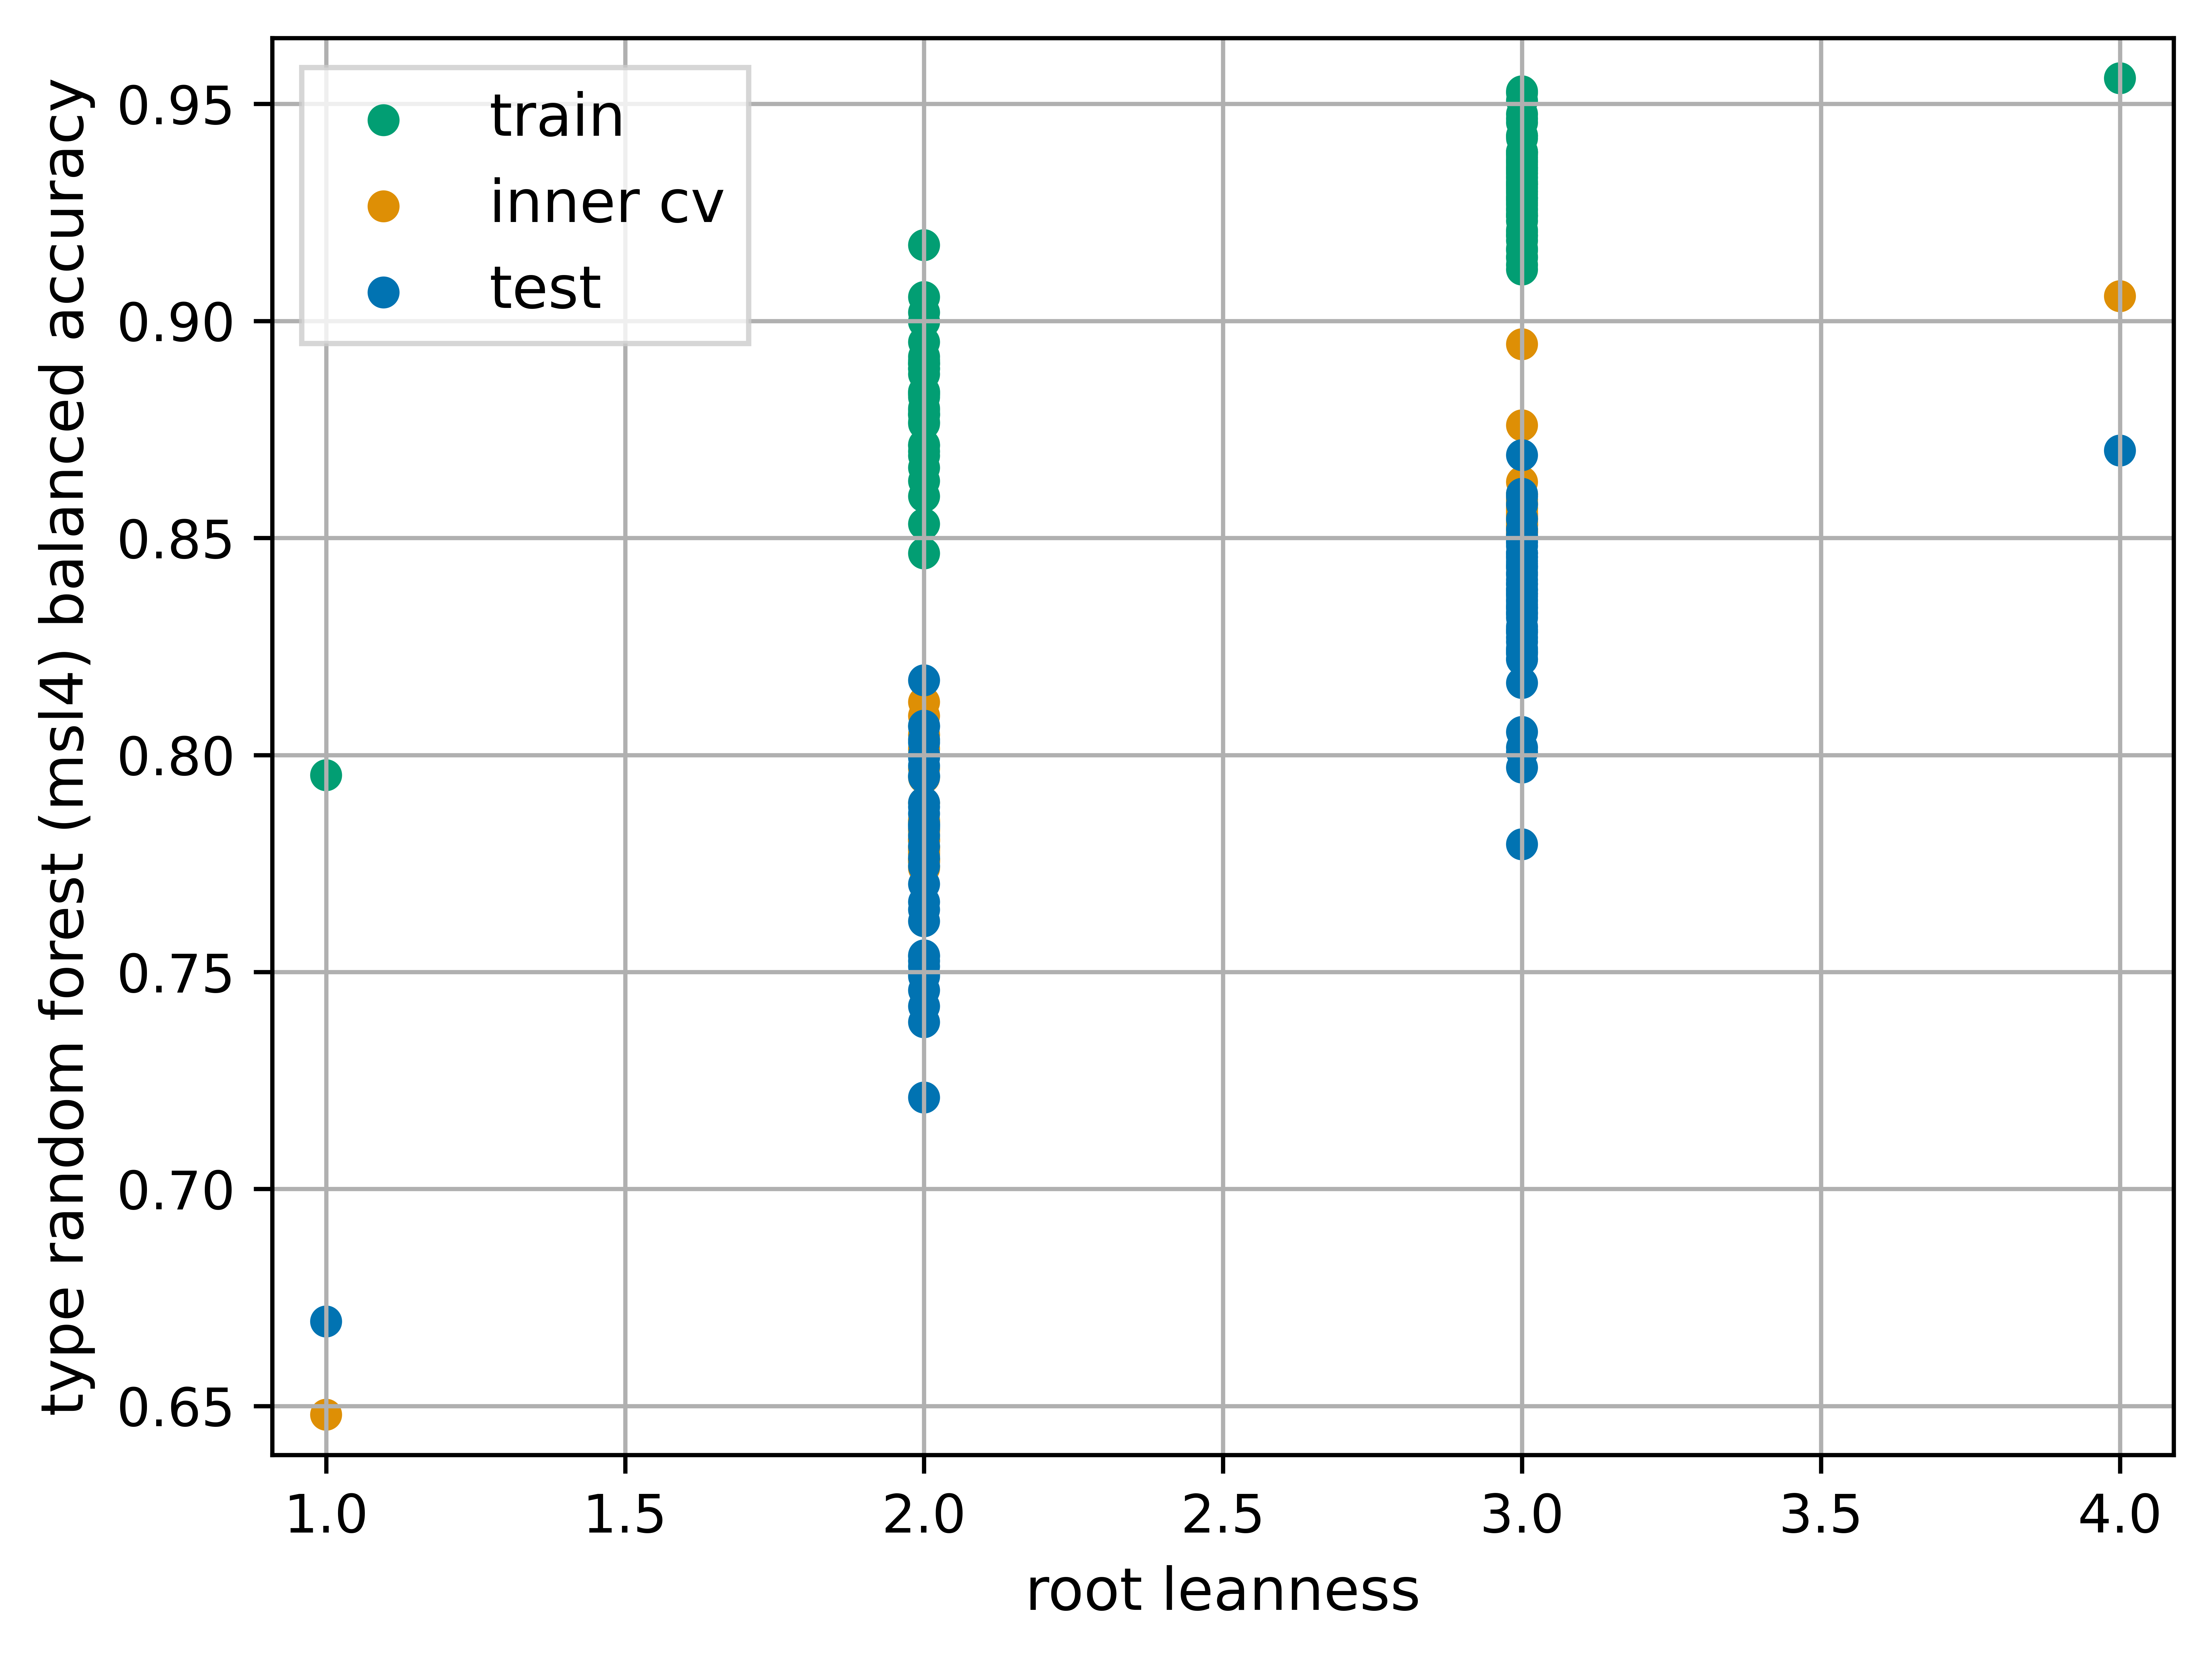 type random forest (msl4) balanced accuracy
0.95
0.90
0.85
0.80
0.75
0.70
0.65
train
inner cv
test
1.0 1.5 2.0 2.5 3.0 3.5 4.0
root leanness